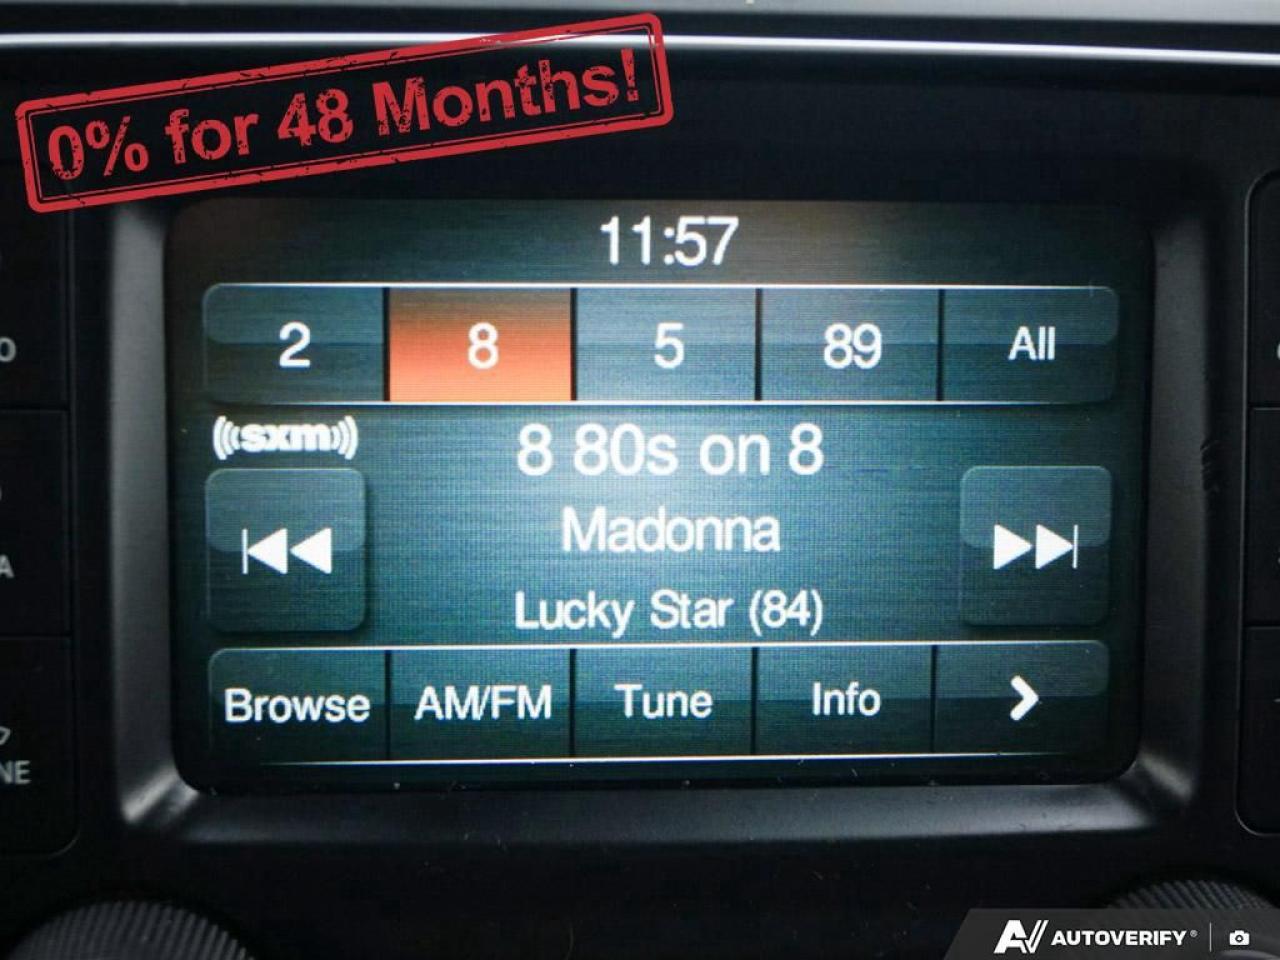 0% for 48 Months!
11:57
2 8 5 89 All
((sxm))
8 80s on 8
Madonna
Lucky Star (84)
Browse AM/FM Tune Info >
AUTOVERIFY®